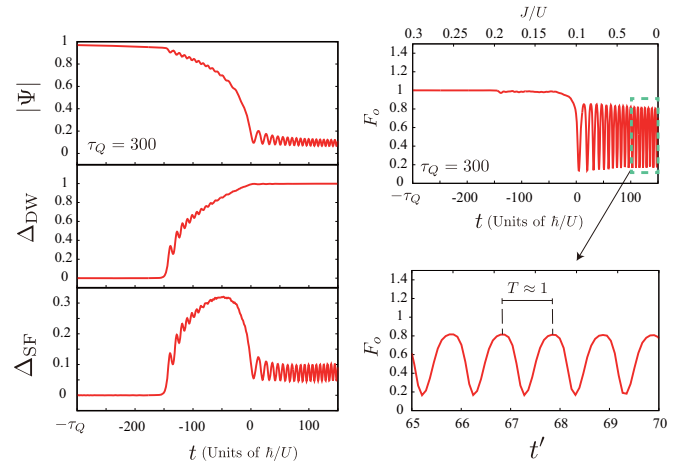 |Ψ|
1
0.8
0.6
0.4
0.2
0
τ_Q = 300
Δ_DW
1
0.8
0.6
0.4
0.2
0
Δ_SF
0.3
0.2
0.1
0
−τ_Q -200 -100 0 100
t (Units of ħ/U)
J/U
0.3 0.25 0.2 0.15 0.1 0.05 0
F_o
1.4
1.2
1
0.8
0.6
0.4
0.2
0
τ_Q = 300
−τ_Q -200 -100 0 100
t (Units of ħ/U)
T ≈ 1
F_o
1.6
1.2
0.8
0.4
0
65 66 67 68 69 70
t′